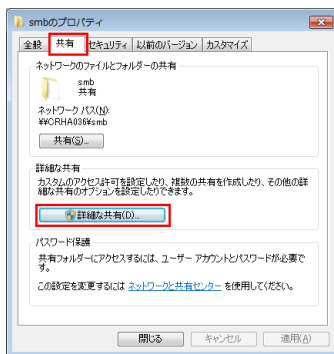 smbのプロパティ
全般 共有 セキュリティ 以前のバージョン カスタマイズ
ネットワークのファイルとフォルダーの共有
smb
共有
ネットワーク パス(N):
¥¥CRHA036¥smb
共有(S)...
詳細な共有
カスタムのアクセス許可を設定したり、複数の共有を作成したり、その他の詳
細な共有のオプションを設定したりできます。
詳細な共有(D)...
パスワード保護
共有フォルダーにアクセスするには、ユーザー アカウントとパスワードが必要で
す。
この設定を変更するには ネットワークと共有センター を使用してください。
閉じる キャンセル 適用(A)